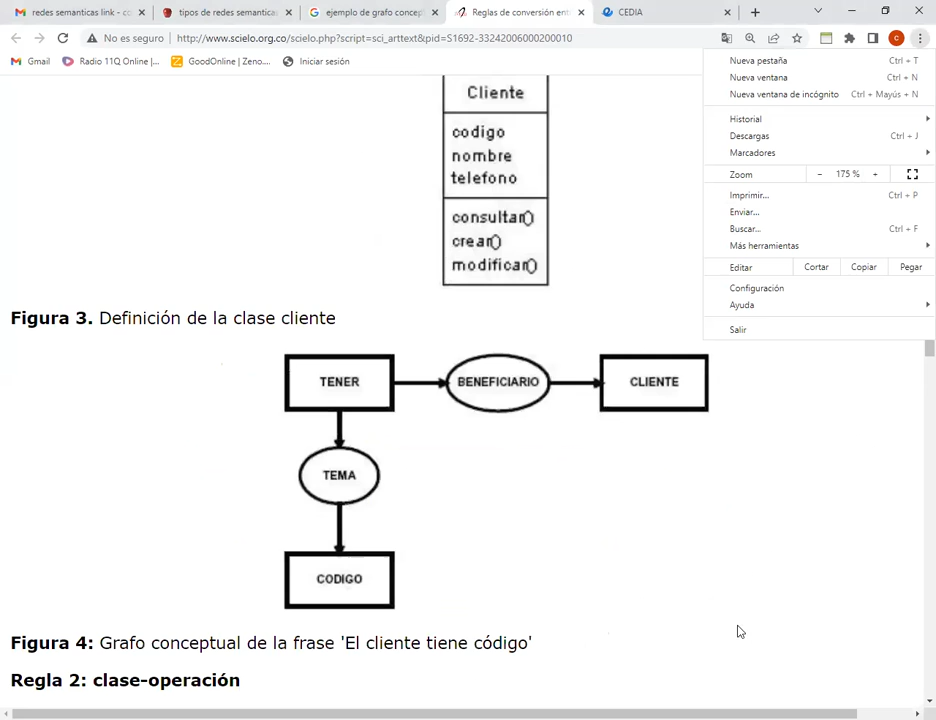 redes semanticas link - co
tipos de redes semanticas
ejemplo de grafo concep
Reglas de conversión ent
CEDIA
No es seguro
http://www.scielo.org.co/scielo.php?script=sci_arttext&pid=S1692-33242006000200010
Gmail
Radio 11Q Online |...
GoodOnline | Zeno....
Iniciar sesión
c
Nueva pestaña Ctrl + T
Nueva ventana Ctrl + N
Nueva ventana de incógnito Ctrl + Mayús + N
Historial
Descargas Ctrl + J
Marcadores
Zoom − 175 % +
Imprimir... Ctrl + P
Enviar...
Buscar... Ctrl + F
Más herramientas
Editar Cortar Copiar Pegar
Configuración
Ayuda
Salir
Cliente
codigo
nombre
telefono
consultar()
crear()
modificar()
Figura 3. Definición de la clase cliente
TENER BENEFICIARIO CLIENTE
TEMA
CODIGO
Figura 4: Grafo conceptual de la frase 'El cliente tiene código'
Regla 2: clase-operación